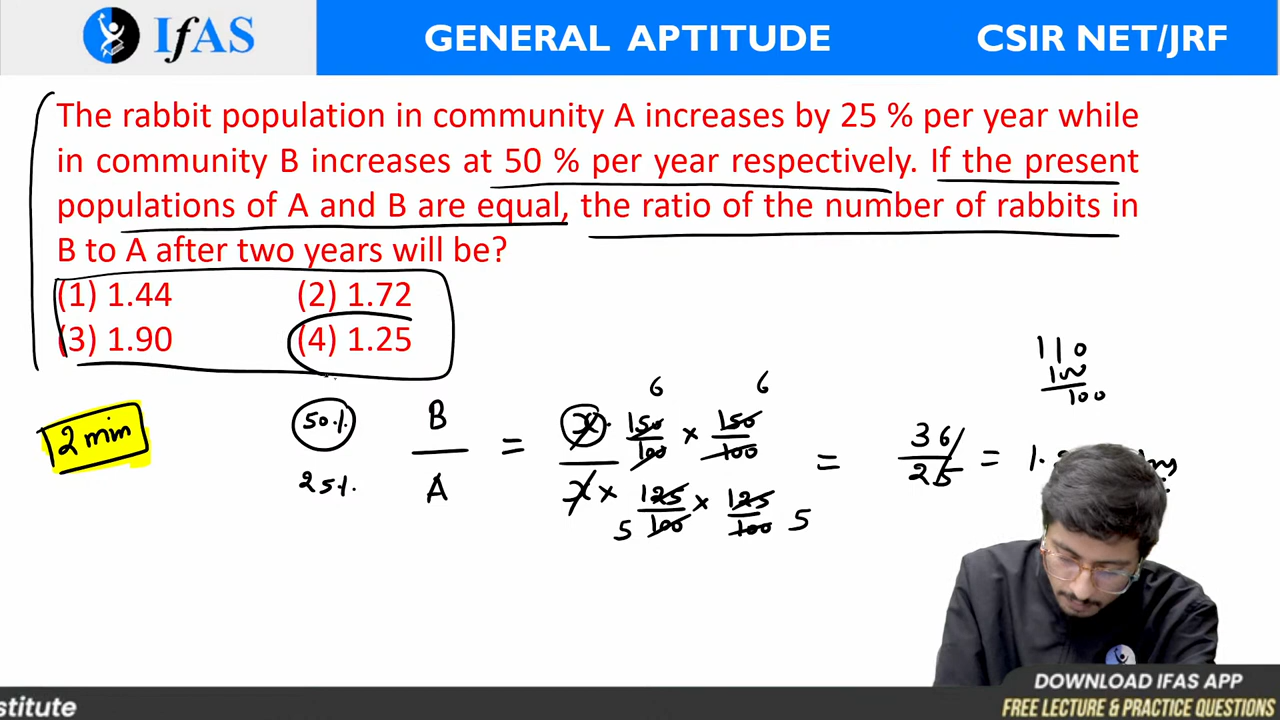 IfAS
GENERAL APTITUDE
CSIR NET/JRF
The rabbit population in community A increases by 25 % per year while
in community B increases at 50 % per year respectively. If the present
populations of A and B are equal, the ratio of the number of rabbits in
B to A after two years will be?
(1) 1.44 (2) 1.72
(3) 1.90 (4) 1.25
2 min
50%. B
25%. A
=
x . 150/100 × 150/100
x × 125/100 × 125/100
6 6
5 5
= 36/25 = 1.
110
100
100
DOWNLOAD IFAS APP
FREE LECTURE & PRACTICE QUESTIONS
stitute